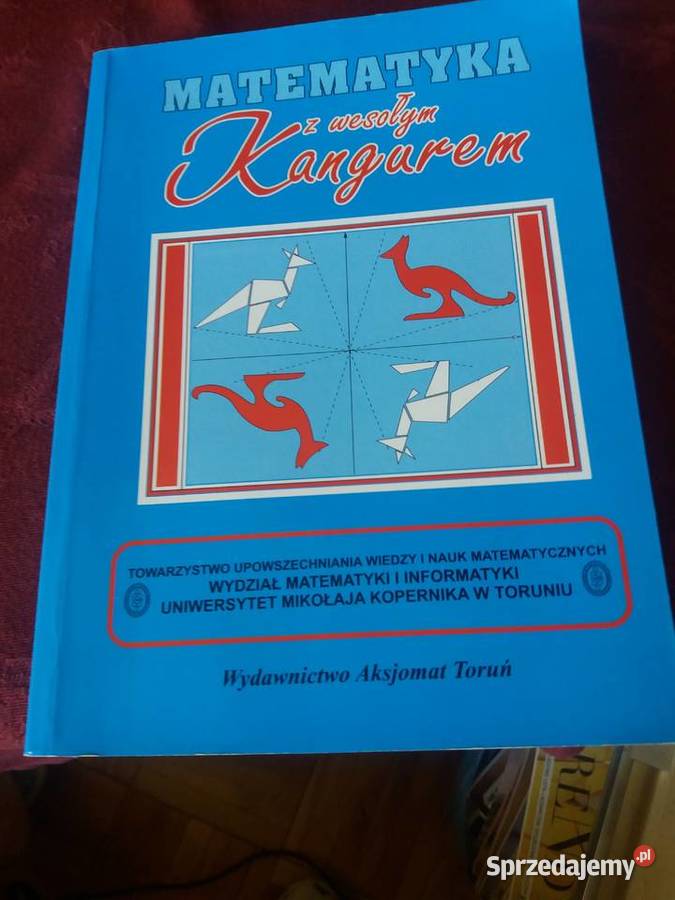 MATEMATYKA
z wesołym
Kangurem
TOWARZYSTWO UPOWSZECHNIANIA WIEDZY I NAUK MATEMATYCZNYCH
WYDZIAŁ MATEMATYKI I INFORMATYKI
UNIWERSYTET MIKOŁAJA KOPERNIKA W TORUNIU
Wydawnictwo Aksjomat Toruń
Sprzedajemy.pl